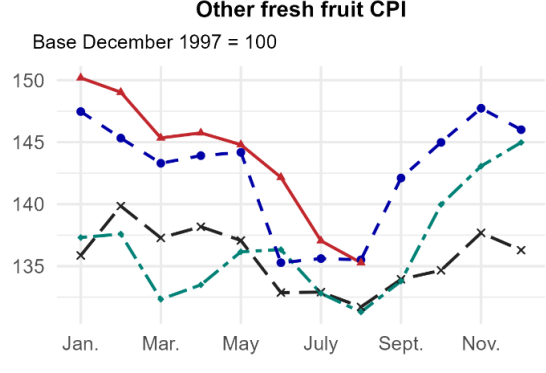 Other fresh fruit CPI
Base December 1997 = 100
150
145
140
135
Jan. Mar. May July Sept. Nov.